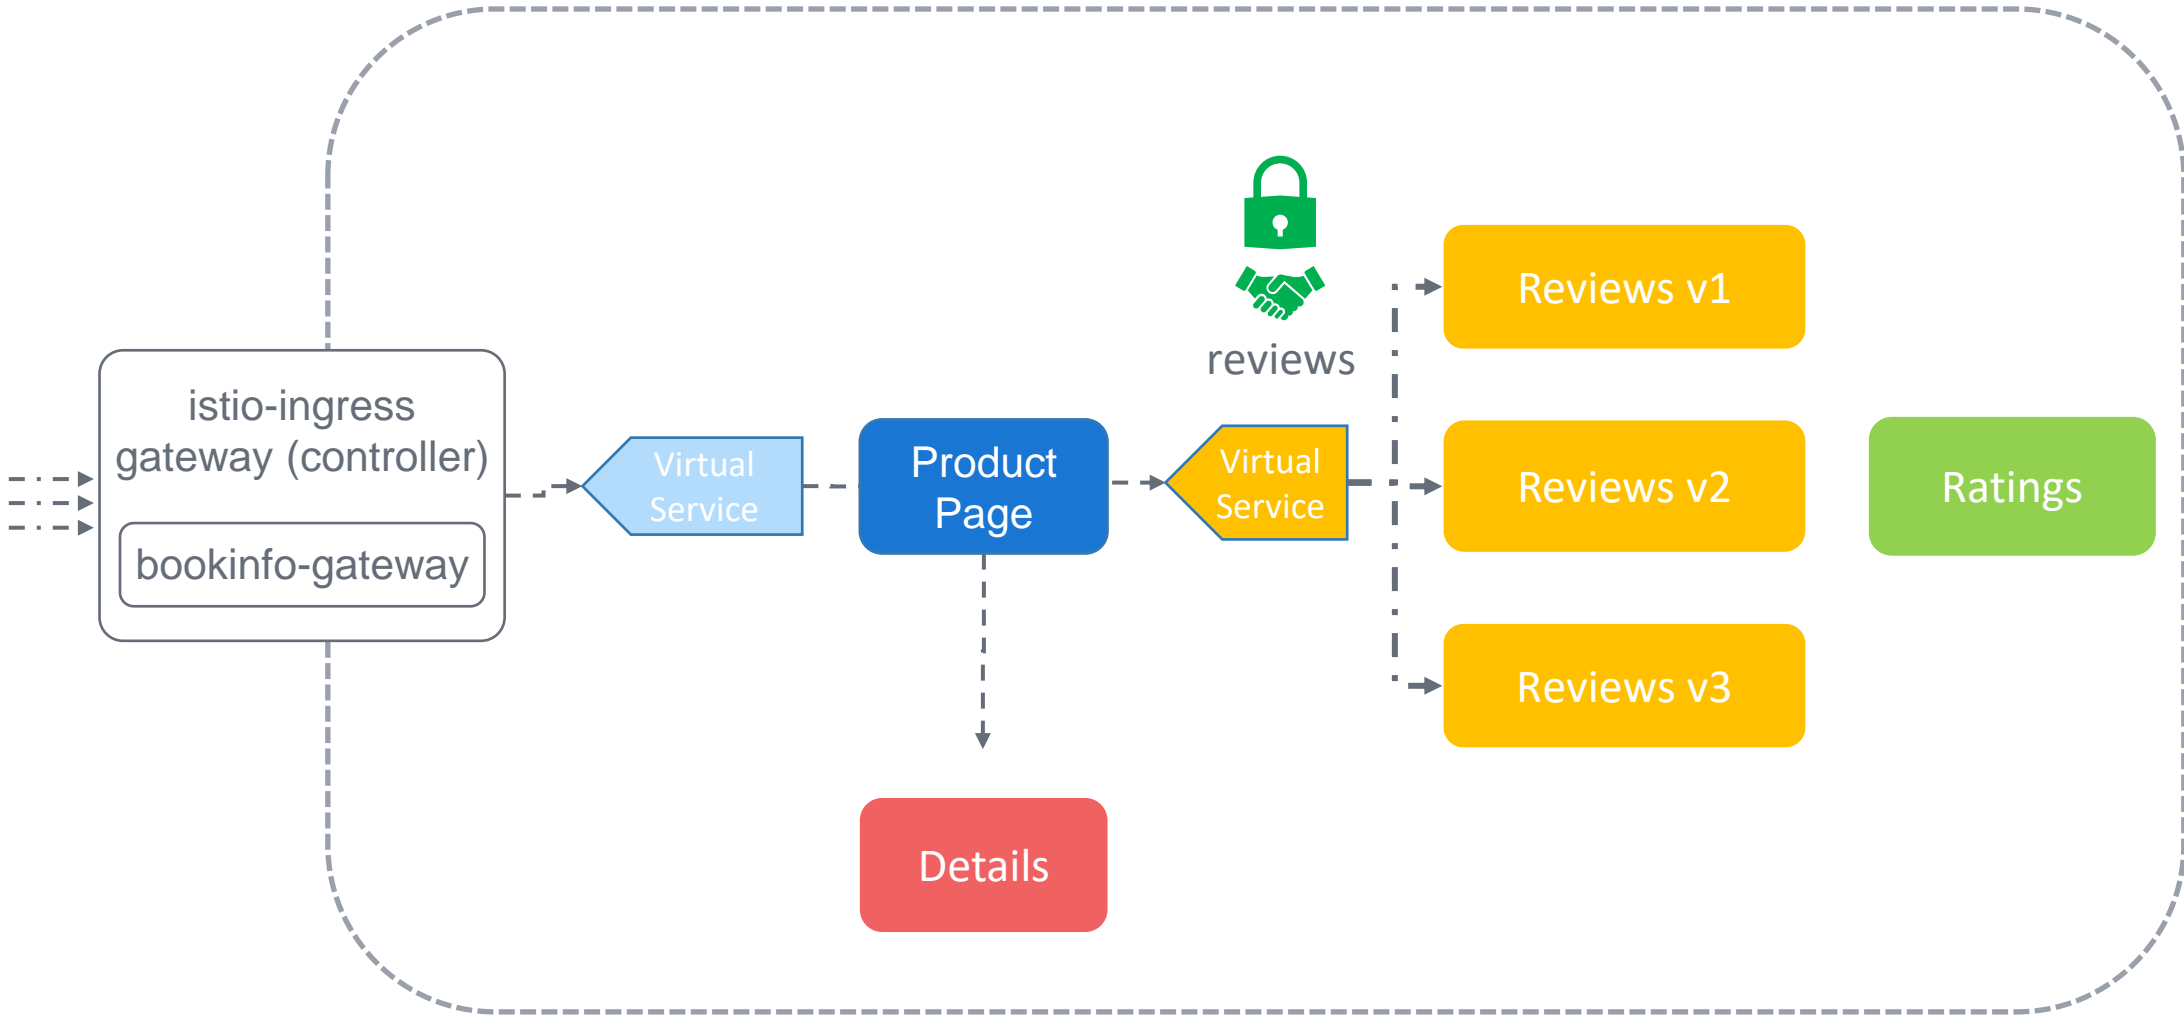 istio-ingress
gateway (controller)
bookinfo-gateway
Virtual
Service
Product
Page
Details
reviews
Virtual
Service
Reviews v1
Reviews v2
Reviews v3
Ratings